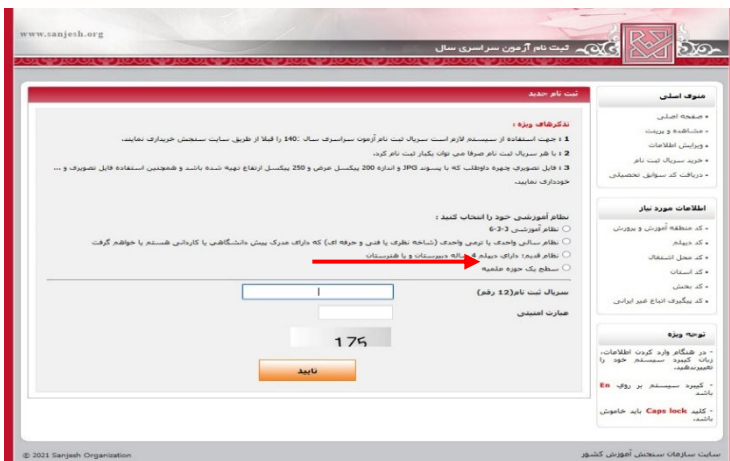 www.sanjesh.org
ثبت نام آزمون سراسری سال
ثبت نام جدید
تذکرهای ویژه :
1 : جهت استفاده از سیستم لازم است سریال ثبت نام آزمون سراسری سال 140: را قبلا از طریق سایت سنجش خریداری نمایند.
2 : با هر سریال ثبت نام صرفا می توان یکبار ثبت نام کرد.
3 : فایل تصویری چهره داوطلب که با پسوند JPG و اندازه 200 پیکسل عرض و 250 پیکسل ارتفاع تهیه شده باشد و همچنین استفاده فایل تصویری و ...
خودداری نمایید.
نظام آموزشی خود را انتخاب کنید :
نظام آموزشی 3-3-6
نظام سالی واحدی یا ترمی واحدی (شاخه نظری یا فنی و حرفه ای) که دارای مدرک پیش دانشگاهی یا کاردانی هستم یا خواهم گرفت
نظام قدیم؛ دارای دیپلم 4 ساله دبیرستان و یا هنرستان
سطح یک حوزه علمیه
سریال ثبت نام(12 رقم)
عبارت امنیتی
175
تایید
منوی اصلی
• صفحه اصلی
• مشاهده و پرینت
• ویرایش اطلاعات
• خرید سریال ثبت نام
• دریافت کد سوابق تحصیلی
اطلاعات مورد نیاز
• کد منطقه آموزش و پرورش
• کد دیپلم
• کد محل اشتغال
• کد استان
• کد بخش
• کد پیگیری اتباع غیر ایرانی
توجه ویژه
- در هنگام وارد کردن اطلاعات،
زبان کیبرد سیستم خود را
تغییرندهید.
- کیبرد سیستم بر روی En
باشد
- کلید Caps lock باید خاموش
باشد.
© 2021 Sanjesh Organization
سایت سازمان سنجش آموزش کشور